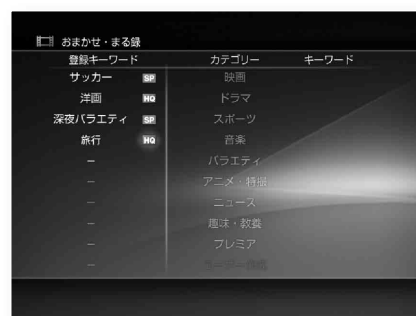 おまかせ・まる録
登録キーワード カテゴリー キーワード
サッカー SP 映画
洋画 HQ ドラマ
深夜バラエティ SP スポーツ
旅行 HQ 音楽
– バラエティ
– アニメ・特撮
– ニュース
– 趣味・教養
– プレミア
–